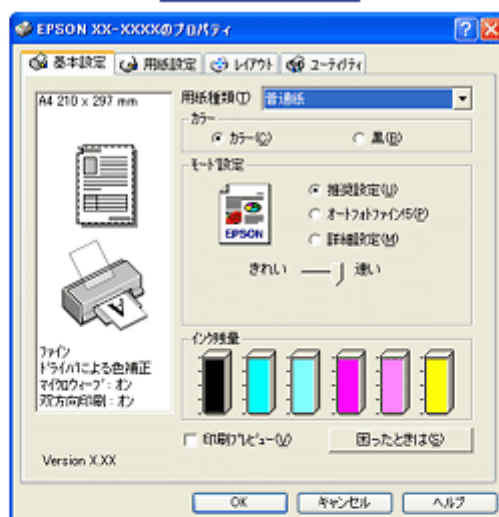 EPSON XX-XXXXのプロパティ
基本設定 用紙設定 レイアウト ユーティリティ
A4 210 x 297 mm
用紙種類(T) 普通紙
カラー
カラー(C) 黒(B)
モード設定
推奨設定(U)
オートフォトファイン!5(P)
詳細設定(M)
EPSON
きれい 速い
ファイン
ドライバによる色補正
マイクロウィーブ：オン
双方向印刷：オン
インク残量
印刷プレビュー(V) 困ったときは(S)
Version X.XX
OK キャンセル ヘルプ